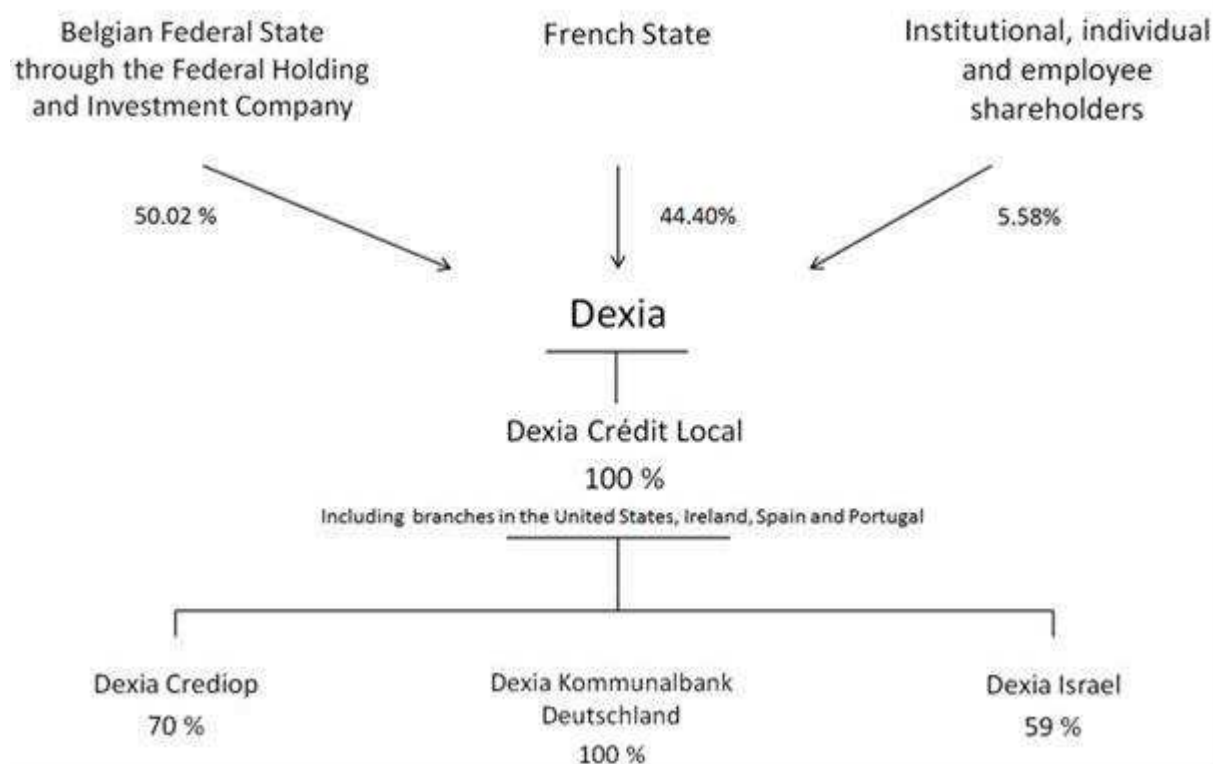 Belgian Federal State
through the Federal Holding
and Investment Company
French State
Institutional, individual
and employee
shareholders
50.02 %
44.40%
5.58%
Dexia
Dexia Crédit Local
100 %
Including branches in the United States, Ireland, Spain and Portugal
Dexia Crediop
70 %
Dexia Kommunalbank
Deutschland
100 %
Dexia Israel
59 %